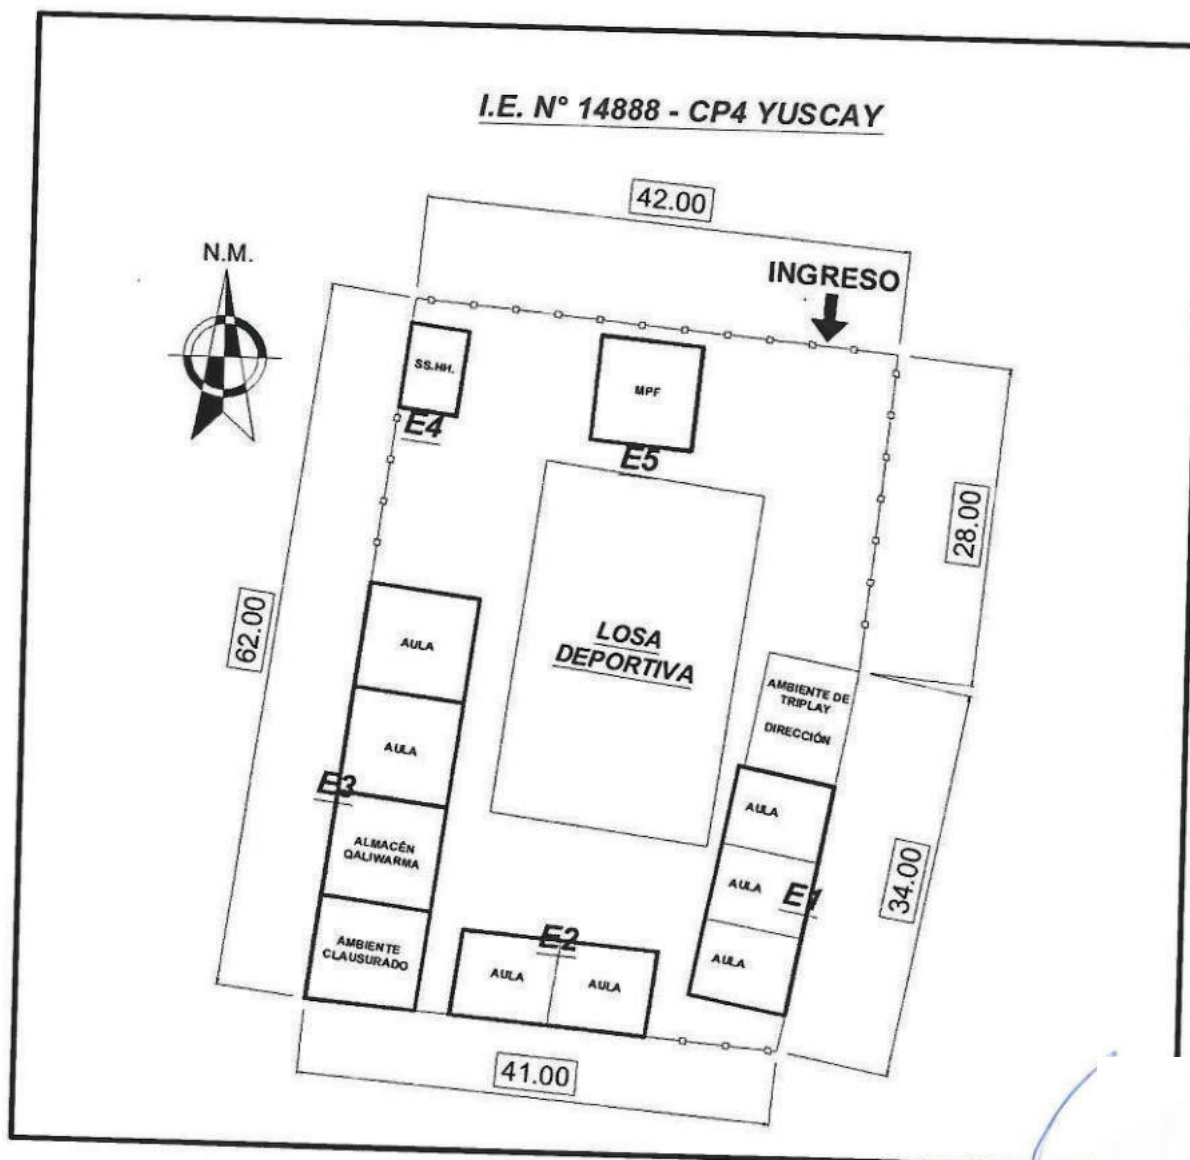 I.E. N° 14888 - CP4 YUSCAY
42.00
N.M.
INGRESO
SS.HH.
E4
MPF
E5
28.00
62.00
AULA
LOSA
DEPORTIVA
AMBIENTE DE
TRIPLAY
DIRECCIÓN
AULA
E3
AULA
ALMACÉN
QALIWARMA
AULA
E1
34.00
AMBIENTE
CLAUSURADO
E2
AULA
AULA
AULA
41.00